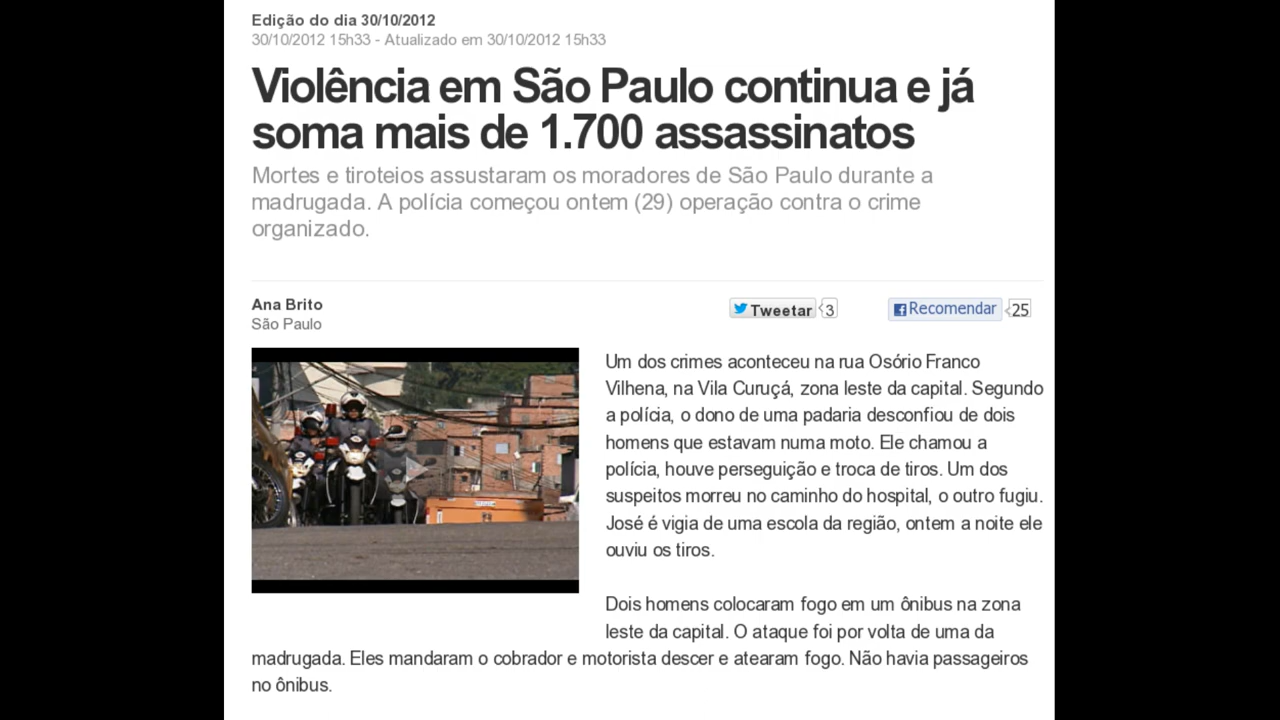 Edição do dia 30/10/2012
30/10/2012 15h33 - Atualizado em 30/10/2012 15h33
Violência em São Paulo continua e já
soma mais de 1.700 assassinatos
Mortes e tiroteios assustaram os moradores de São Paulo durante a
madrugada. A polícia começou ontem (29) operação contra o crime
organizado.
Ana Brito
São Paulo
Tweetar 3
Recomendar 25
Um dos crimes aconteceu na rua Osório Franco
Vilhena, na Vila Curuçá, zona leste da capital. Segundo
a polícia, o dono de uma padaria desconfiou de dois
homens que estavam numa moto. Ele chamou a
polícia, houve perseguição e troca de tiros. Um dos
suspeitos morreu no caminho do hospital, o outro fugiu.
José é vigia de uma escola da região, ontem a noite ele
ouviu os tiros.
Dois homens colocaram fogo em um ônibus na zona
leste da capital. O ataque foi por volta de uma da
madrugada. Eles mandaram o cobrador e motorista descer e atearam fogo. Não havia passageiros
no ônibus.